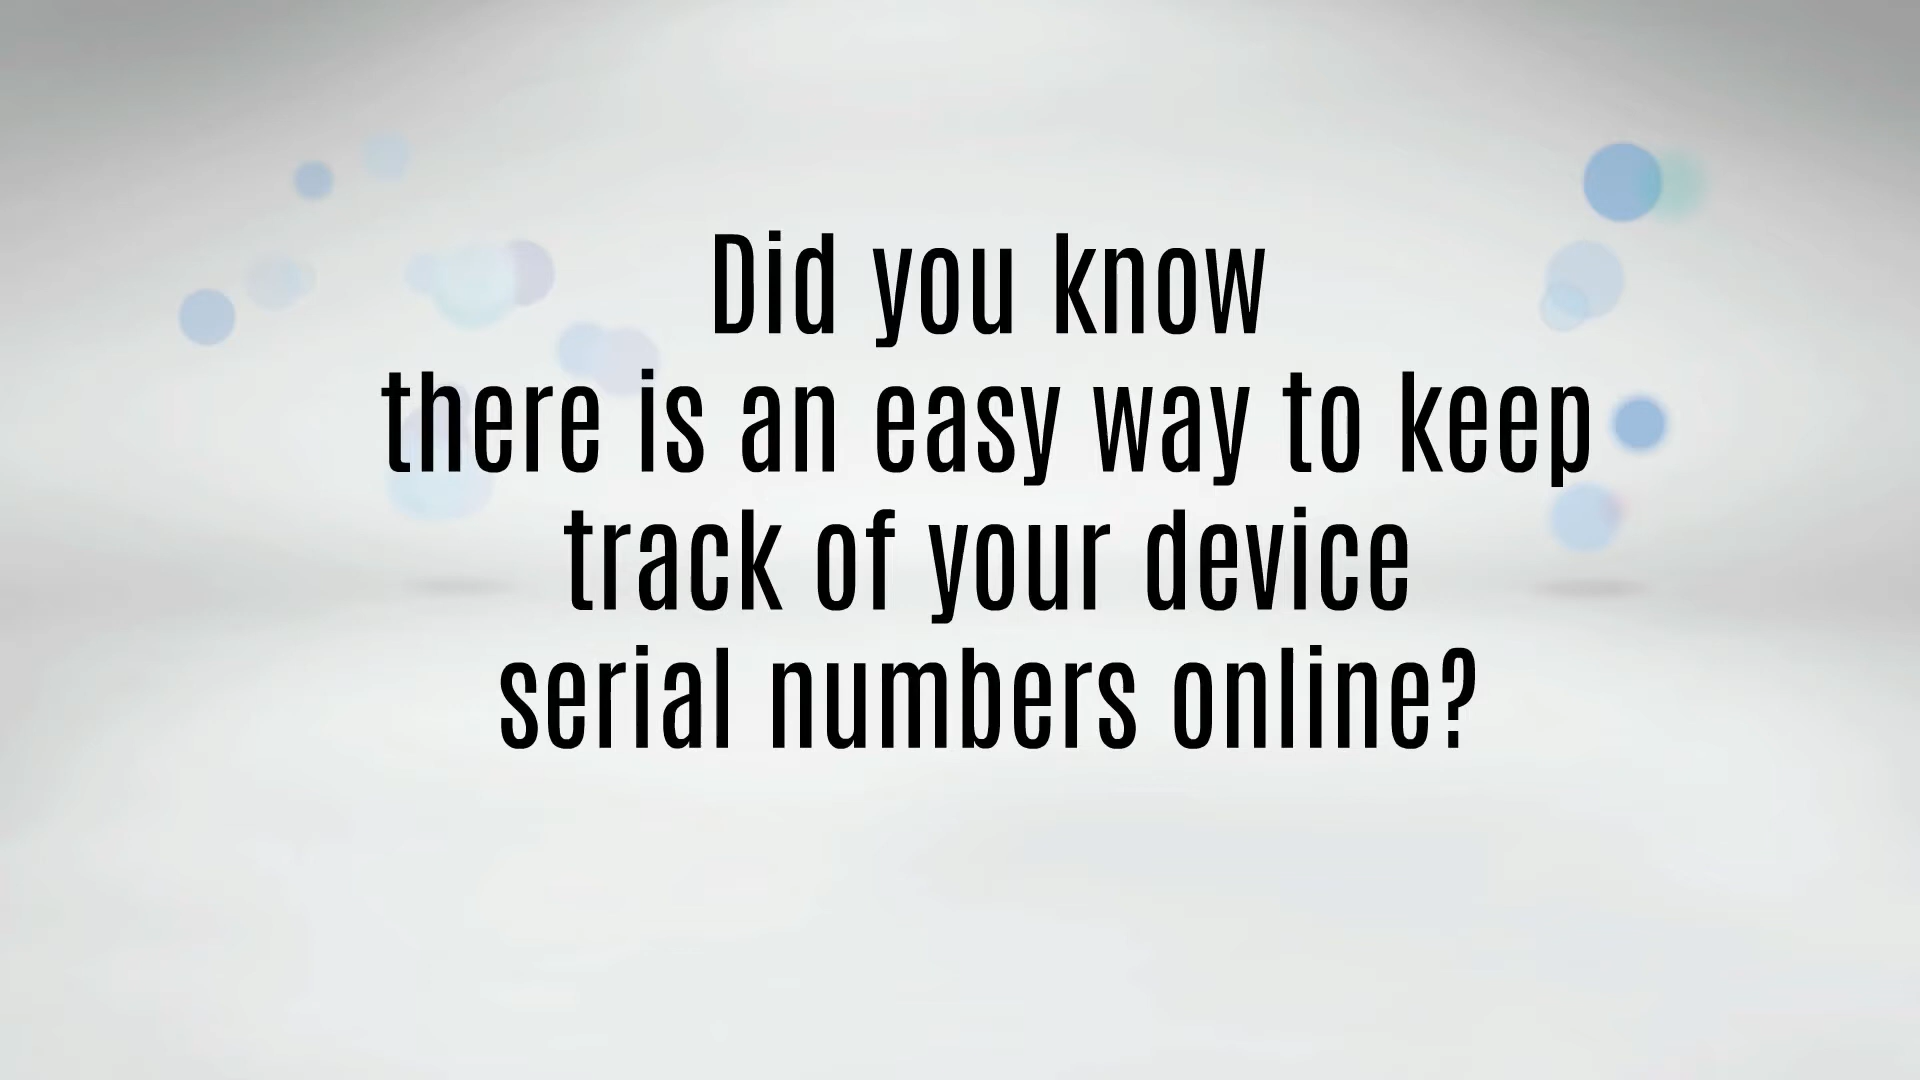 Did you know
there is an easy way to keep
track of your device
serial numbers online?